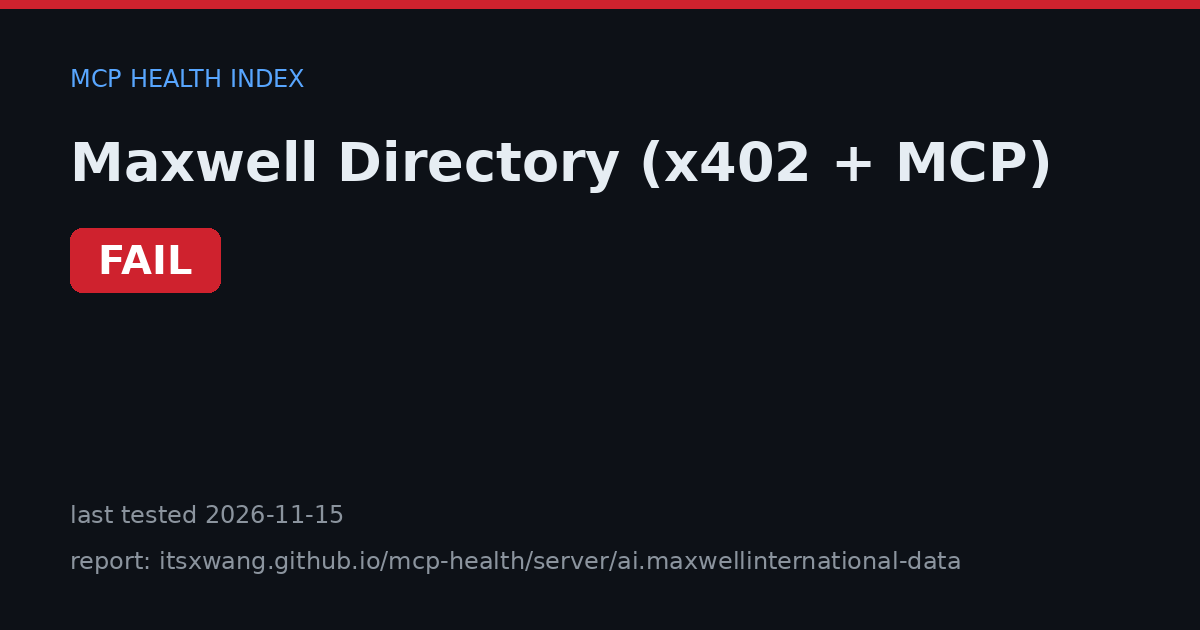 MCP HEALTH INDEX
Maxwell Directory (x402 + MCP)
FAIL
last tested 2026-11-15
report: itsxwang.github.io/mcp-health/server/ai.maxwellinternational-data